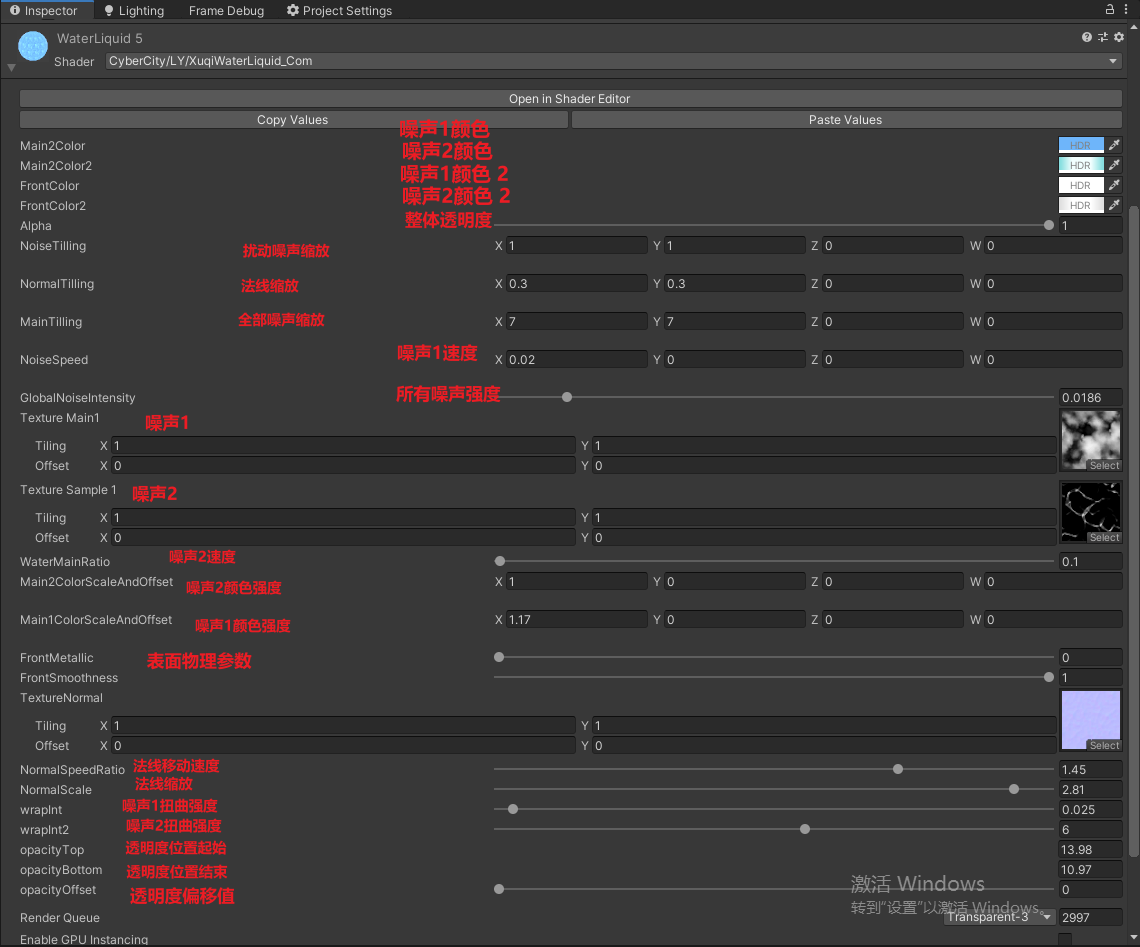 Inspector Lighting Frame Debug Project Settings
WaterLiquid 5
Shader CyberCity/LY/XuqiWaterLiquid_Com
Open in Shader Editor
Copy Values Paste Values
噪声1颜色
Main2Color HDR
噪声2颜色
Main2Color2 HDR
噪声1颜色 2
FrontColor HDR
噪声2颜色 2
FrontColor2 HDR
Alpha 整体透明度 1
NoiseTilling 扰动噪声缩放 X 1 Y 1 Z 0 W 0
NormalTilling 法线缩放 X 0.3 Y 0.3 Z 0 W 0
MainTilling 全部噪声缩放 X 7 Y 7 Z 0 W 0
NoiseSpeed 噪声1速度 X 0.02 Y 0 Z 0 W 0
GlobalNoiseIntensity 所有噪声强度 0.0186
Texture Main1 噪声1
Tiling X 1 Y 1
Offset X 0 Y 0 Select
Texture Sample 1 噪声2
Tiling X 1 Y 1
Offset X 0 Y 0 Select
WaterMainRatio 噪声2速度 0.1
Main2ColorScaleAndOffset 噪声2颜色强度 X 1 Y 0 Z 0 W 0
Main1ColorScaleAndOffset 噪声1颜色强度 X 1.17 Y 0 Z 0 W 0
FrontMetallic 表面物理参数 0
FrontSmoothness 1
TextureNormal
Tiling X 1 Y 1
Offset X 0 Y 0 Select
NormalSpeedRatio 法线移动速度 1.45
NormalScale 法线缩放 2.81
wrapInt 噪声1扭曲强度 0.025
wrapInt2 噪声2扭曲强度 6
opacityTop 透明度位置起始 13.98
opacityBottom 透明度位置结束 10.97
opacityOffset 透明度偏移值 0
激活 Windows
转到"设置"以激活 Windows。
Render Queue Transparent-3 2997
Enable GPU Instancing